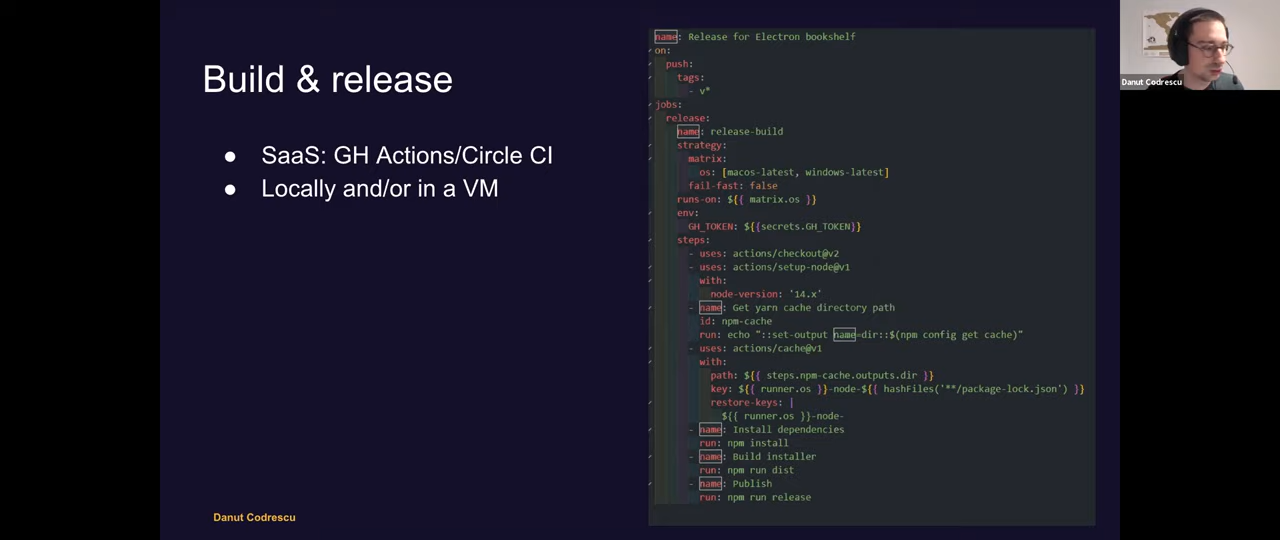 Build & release
● SaaS: GH Actions/Circle CI
● Locally and/or in a VM
Danut Codrescu
name: Release for Electron bookshelf
on:
push:
tags:
- v*
jobs:
release:
name: release-build
strategy:
matrix:
os: [macos-latest, windows-latest]
fail-fast: false
runs-on: ${{ matrix.os }}
env:
GH_TOKEN: ${{secrets.GH_TOKEN}}
steps:
- uses: actions/checkout@v2
- uses: actions/setup-node@v1
with:
node-version: '14.x'
- name: Get yarn cache directory path
id: npm-cache
run: echo "::set-output name=dir::$(npm config get cache)"
- uses: actions/cache@v1
with:
path: ${{ steps.npm-cache.outputs.dir }}
key: ${{ runner.os }}-node-${{ hashFiles('**/package-lock.json') }}
restore-keys: |
${{ runner.os }}-node-
- name: Install dependencies
run: npm install
- name: Build installer
run: npm run dist
- name: Publish
run: npm run release
Danut Codrescu